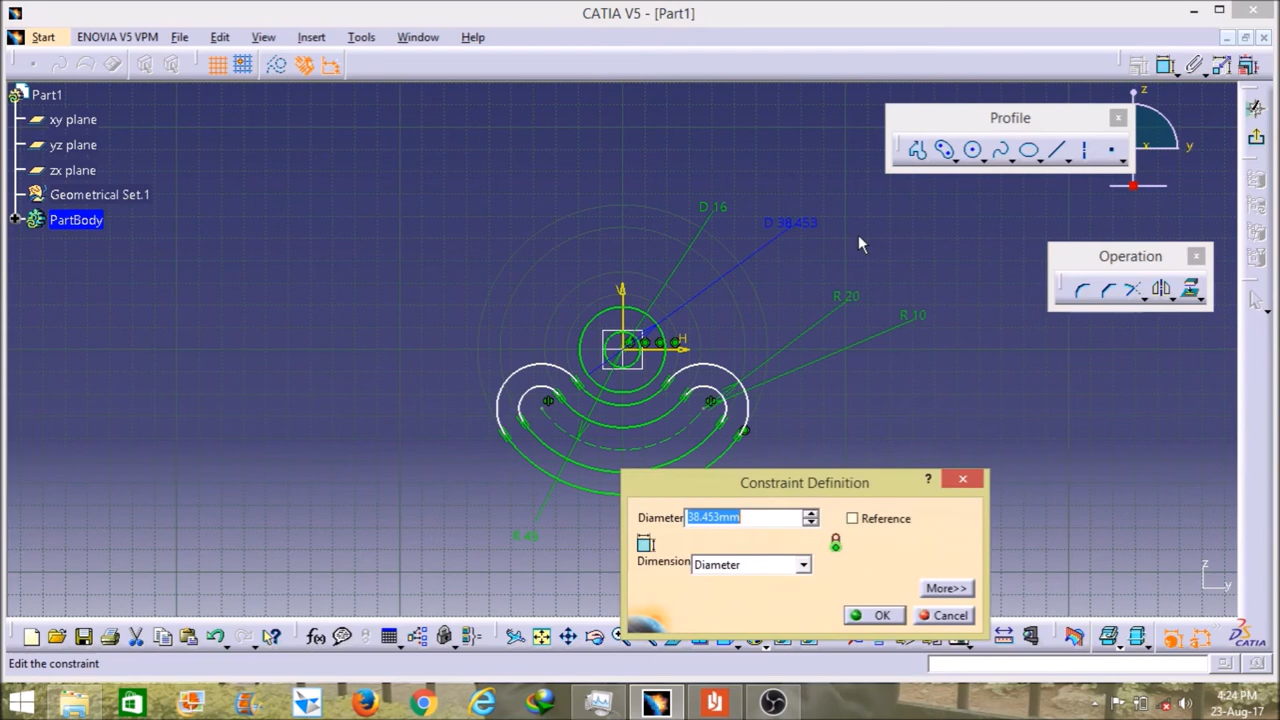 CATIA V5 - [Part1]
Start ENOVIA V5 VPM File Edit View Insert Tools Window Help
Part1
xy plane
yz plane
zx plane
Geometrical Set.1
PartBody
z
x
y
Profile
Operation
D 16
D 38.453
R 20
R 10
V
H
Constraint Definition
?
Diameter 38.453mm
Reference
Dimension Diameter
More>>
OK Cancel
z
y
f(x)
CATIA
Edit the constraint
4:24 PM
23-Aug-17